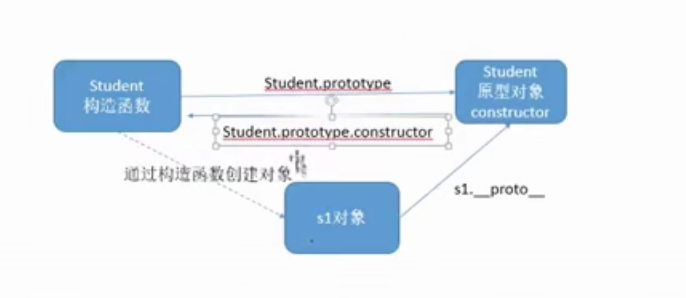 Student
构造函数
Student.prototype
Student
原型对象
constructor
Student.prototype.constructor
通过构造函数创建对象
s1.__proto__
s1对象